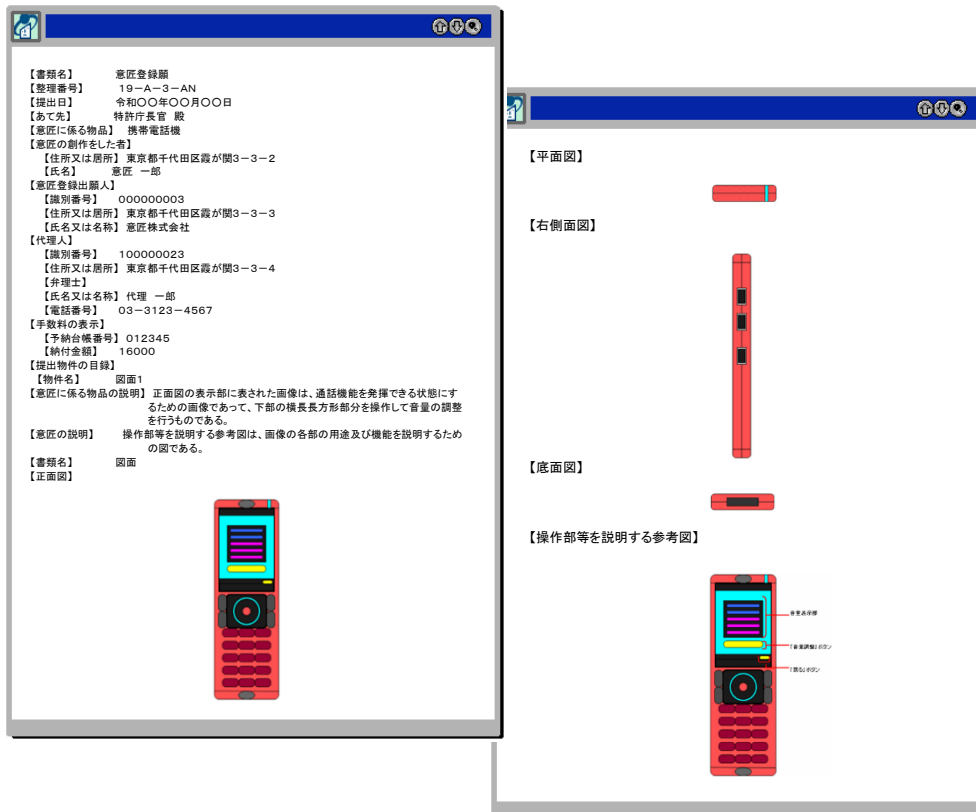 【書類名】 意匠登録願
【整理番号】 19-A-3-AN
【提出日】 令和〇〇年〇〇月〇〇日
【あて先】 特許庁長官 殿
【意匠に係る物品】 携帯電話機
【意匠の創作をした者】
【住所又は居所】 東京都千代田区霞が関3-3-2
【氏名】 意匠 一郎
【意匠登録出願人】
【識別番号】 000000003
【住所又は居所】 東京都千代田区霞が関3-3-3
【氏名又は名称】 意匠株式会社
【代理人】
【識別番号】 100000023
【住所又は居所】 東京都千代田区霞が関3-3-4
【弁理士】
【氏名又は名称】 代理 一郎
【電話番号】 03-3123-4567
【手数料の表示】
【予納台帳番号】 012345
【納付金額】 16000
【提出物件の目録】
【物件名】 図面1
【意匠に係る物品の説明】 正面図の表示部に表された画像は、通話機能を発揮できる状態にす
るための画像であって、下部の横長長方形部分を操作して音量の調整
を行うものである。
【意匠の説明】 操作部等を説明する参考図は、画像の各部の用途及び機能を説明するため
の図である。
【書類名】 図面
【正面図】
【平面図】
【右側面図】
【底面図】
【操作部等を説明する参考図】
音量表示部
「音量調整」ボタン
「戻る」ボタン